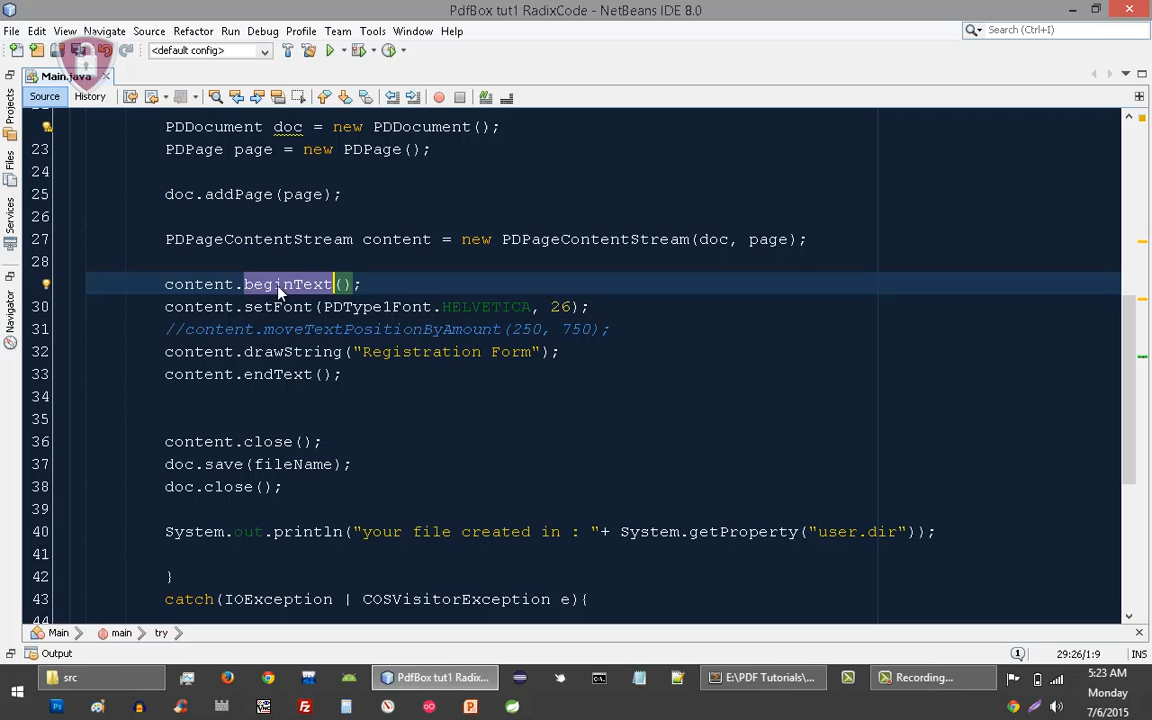 PdfBox tut1 RadixCode - NetBeans IDE 8.0
File Edit View Navigate Source Refactor Run Debug Profile Team Tools Window Help
Search (Ctrl+I)
<default config>
Main.java
Source History
Projects
Files
Services
Navigator
PDDocument doc = new PDDocument();
23 PDPage page = new PDPage();
24
25 doc.addPage(page);
26
27 PDPageContentStream content = new PDPageContentStream(doc, page);
28
content.beginText();
30 content.setFont(PDType1Font.HELVETICA, 26);
31 //content.moveTextPositionByAmount(250, 750);
32 content.drawString("Registration Form");
33 content.endText();
34
35
36 content.close();
37 doc.save(fileName);
38 doc.close();
39
40 System.out.println("your file created in : "+ System.getProperty("user.dir"));
41
42 }
43 catch(IOException | COSVisitorException e){
44
Main main try
Output
1 29:26/1:9 INS
src
PdfBox tut1 Radix...
E:\PDF Tutorials\...
Recording...
5:23 AM
Monday
7/6/2015